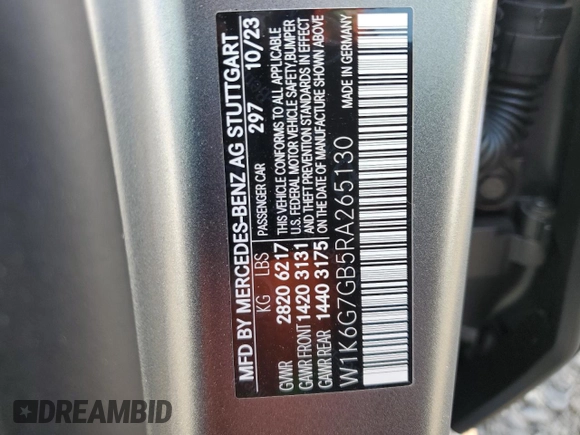 MFD BY MERCEDES-BENZ AG STUTTGART
PASSENGER CAR 297 10/23
KG LBS
GVWR 2820 6217
GAWR FRONT 1420 3131
GAWR REAR 1440 3175
THIS VEHICLE CONFORMS TO ALL APPLICABLE
U.S. FEDERAL MOTOR VEHICLE SAFETY,BUMPER
AND THEFT PREVENTION STANDARDS IN EFFECT
ON THE DATE OF MANUFACTURE SHOWN ABOVE
W1K6G7GB5RA265130 MADE IN GERMANY
DREAMBID